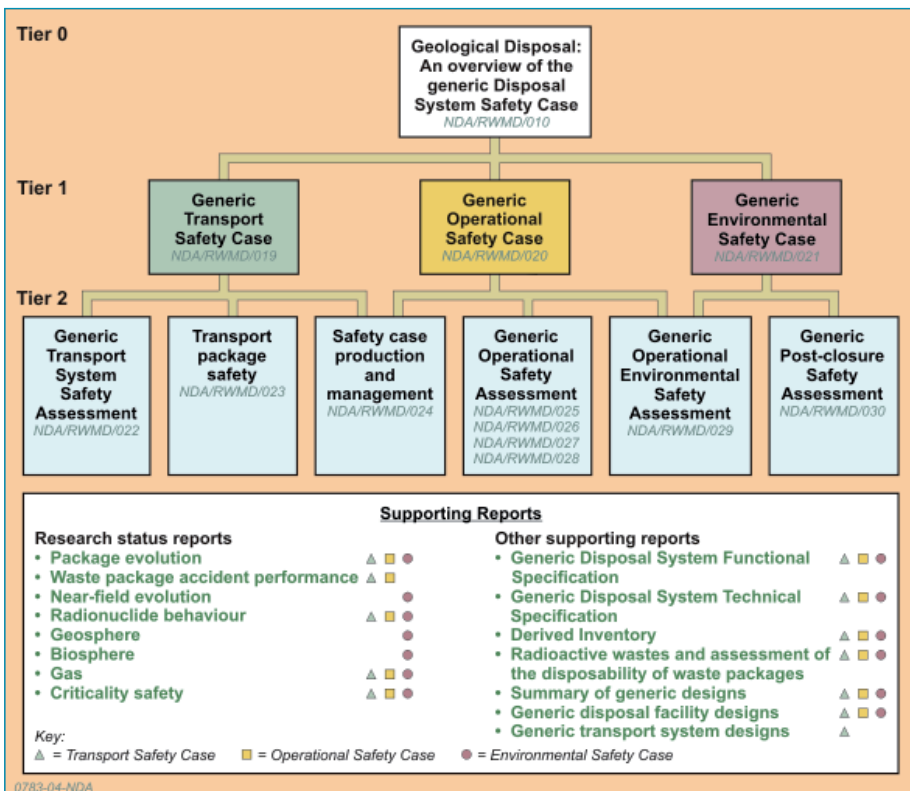 Tier 0
Geological Disposal:
An overview of the
generic Disposal
System Safety Case
NDA/RWMD/010
Tier 1
Generic
Transport
Safety Case
NDA/RWMD/019
Generic
Operational
Safety Case
NDA/RWMD/020
Generic
Environmental
Safety Case
NDA/RWMD/021
Tier 2
Generic
Transport
System
Safety
Assessment
NDA/RWMD/022
Transport
package
safety
NDA/RWMD/023
Safety case
production
and
management
NDA/RWMD/024
Generic
Operational
Safety
Assessment
NDA/RWMD/025
NDA/RWMD/026
NDA/RWMD/027
NDA/RWMD/028
Generic
Operational
Environmental
Safety
Assessment
NDA/RWMD/029
Generic
Post-closure
Safety
Assessment
NDA/RWMD/030
Supporting Reports
Research status reports
• Package evolution
• Waste package accident performance
• Near-field evolution
• Radionuclide behaviour
• Geosphere
• Biosphere
• Gas
• Criticality safety
Other supporting reports
• Generic Disposal System Functional
Specification
• Generic Disposal System Technical
Specification
• Derived Inventory
• Radioactive wastes and assessment of
the disposability of waste packages
• Summary of generic designs
• Generic disposal facility designs
• Generic transport system designs
Key:
= Transport Safety Case
= Operational Safety Case
= Environmental Safety Case
0783-04-NDA